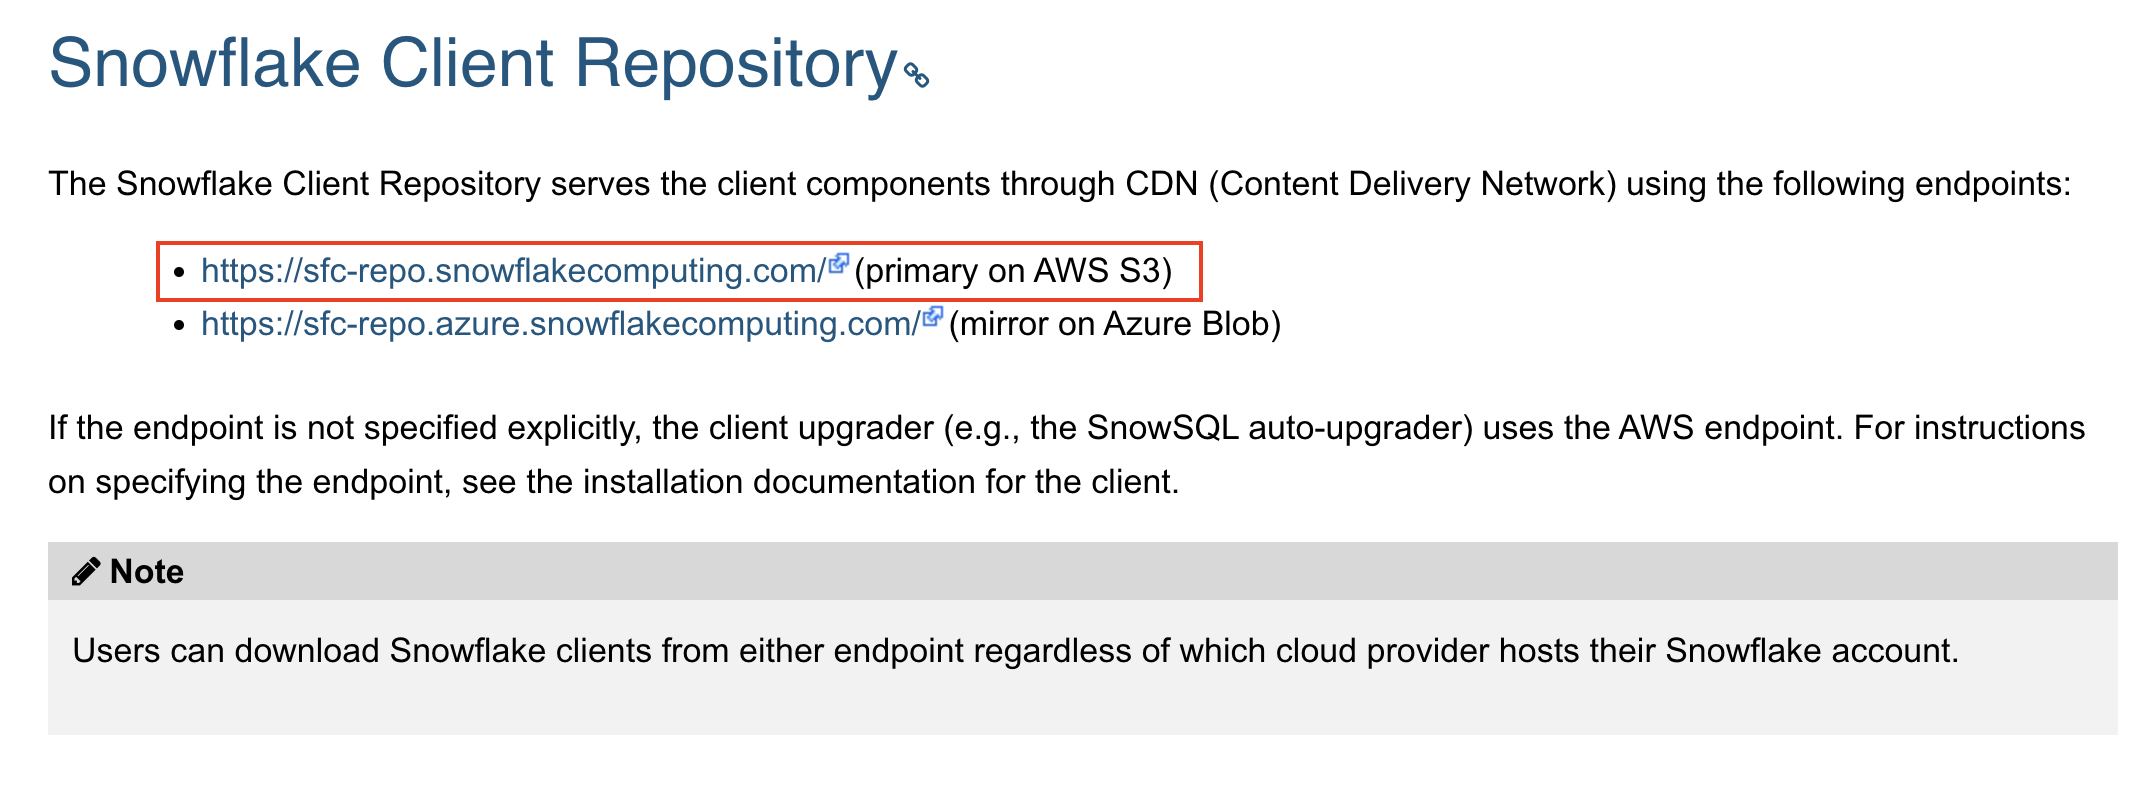 Snowflake Client Repository
The Snowflake Client Repository serves the client components through CDN (Content Delivery Network) using the following endpoints:
• https://sfc-repo.snowflakecomputing.com/ (primary on AWS S3)
• https://sfc-repo.azure.snowflakecomputing.com/ (mirror on Azure Blob)
If the endpoint is not specified explicitly, the client upgrader (e.g., the SnowSQL auto-upgrader) uses the AWS endpoint. For instructions
on specifying the endpoint, see the installation documentation for the client.
Note
Users can download Snowflake clients from either endpoint regardless of which cloud provider hosts their Snowflake account.